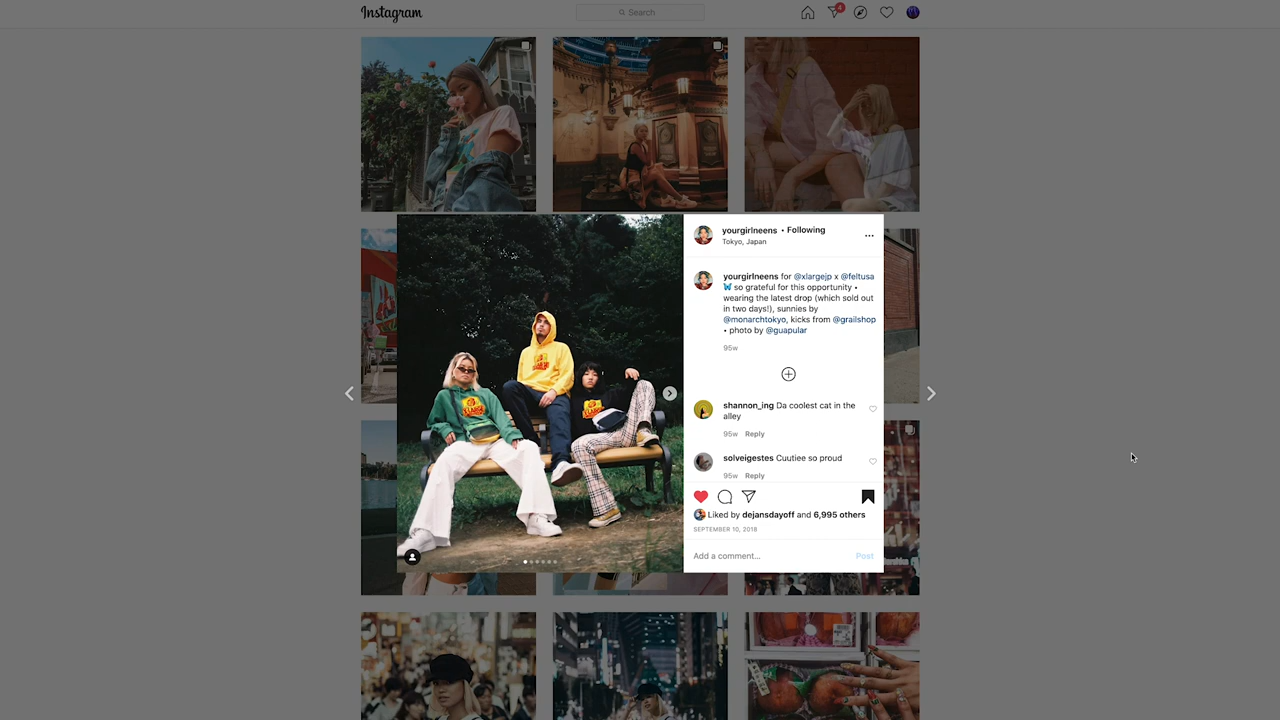 Instagram
Search
4
yourgirlneens • Following
Tokyo, Japan
yourgirlneens for @xlargejp x @feltusa
🦋 so grateful for this opportunity •
wearing the latest drop (which sold out
in two days!), sunnies by
@monarchtokyo, kicks from @grailshop
• photo by @guapular
95w
shannon_ing Da coolest cat in the
alley
95w Reply
solveigestes Cuutiee so proud
95w Reply
Liked by dejansdayoff and 6,995 others
SEPTEMBER 10, 2018
Add a comment... Post